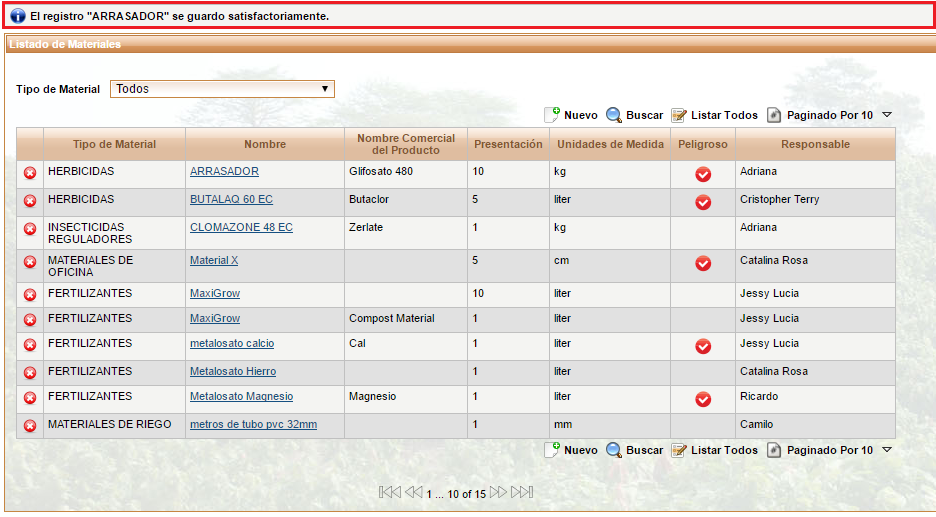 El registro "ARRASADOR" se guardo satisfactoriamente.
Listado de Materiales
Tipo de Material Todos
Nuevo Buscar Listar Todos Paginado Por 10
Tipo de Material Nombre Nombre Comercial del Producto Presentación Unidades de Medida Peligroso Responsable
HERBICIDAS ARRASADOR Glifosato 480 10 kg Adriana
HERBICIDAS BUTALAQ 60 EC Butaclor 5 liter Cristopher Terry
INSECTICIDAS REGULADORES CLOMAZONE 48 EC Zerlate 1 kg Adriana
MATERIALES DE OFICINA Material X 5 cm Catalina Rosa
FERTILIZANTES MaxiGrow 10 liter Jessy Lucia
FERTILIZANTES MaxiGrow Compost Material 1 liter Jessy Lucia
FERTILIZANTES metalosato calcio Cal 1 liter Jessy Lucia
FERTILIZANTES Metalosato Hierro 1 liter Catalina Rosa
FERTILIZANTES Metalosato Magnesio Magnesio 1 liter Ricardo
MATERIALES DE RIEGO metros de tubo pvc 32mm 1 mm Camilo
Nuevo Buscar Listar Todos Paginado Por 10
1 ... 10 of 15